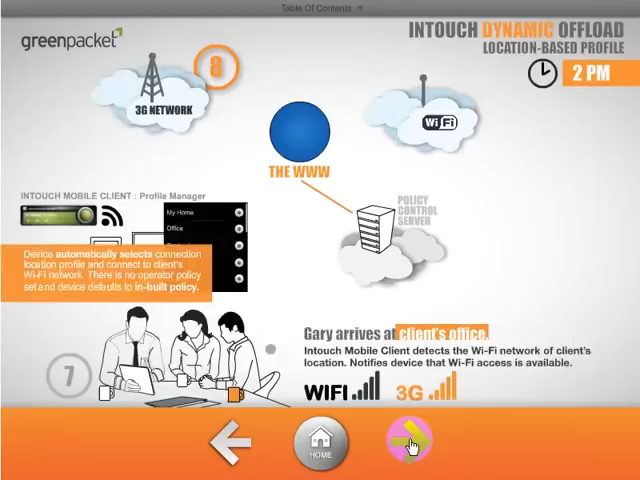 Table Of Contents
greenpacket
INTOUCH DYNAMIC OFFLOAD
LOCATION-BASED PROFILE
2 PM
8
3G NETWORK
Wi Fi
THE WWW
INTOUCH MOBILE CLIENT : Profile Manager
My Home
Office
POLICY
CONTROL
SERVER
Device automatically selects connection
location profile and connect to client's
Wi-Fi network. There is no operator policy
set and device defaults to in-built policy.
7
Gary arrives at client's office.
Intouch Mobile Client detects the Wi-Fi network of client's
location. Notifies device that Wi-Fi access is available.
WIFI 3G
HOME